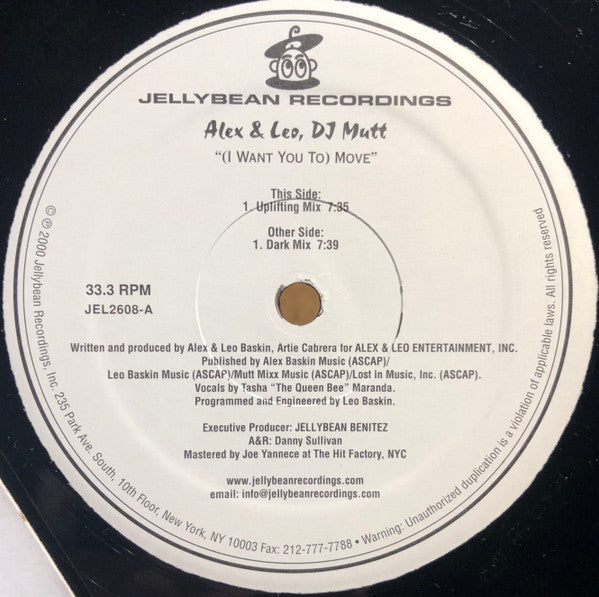 JELLYBEAN RECORDINGS
Alex & Leo, DJ Mutt
"(I WANT YOU TO) MOVE"
This Side:
1. Uplifting Mix 7:35
Other Side:
1. Dark Mix 7:39
33.3 RPM
JEL2608-A
Written and produced by Alex & Leo Baskin, Artie Cabrera for ALEX & LEO ENTERTAINMENT, INC.
Published by Alex Baskin Music (ASCAP)/
Leo Baskin Music (ASCAP)/Mutt Mixx Music (ASCAP)/Lost in Music, Inc. (ASCAP).
Vocals by Tasha "The Queen Bee" Maranda.
Programmed and Engineered by Leo Baskin.
Executive Producer: JELLYBEAN BENITEZ
A&R: Danny Sullivan
Mastered by Joe Yannece at The Hit Factory, NYC
www.jellybeanrecordings.com
email: info@jellybeanrecordings.com
© ℗ 2000 Jellybean Recordings, Inc. 235 Park Ave. South, 10th Floor, New York, NY 10003 Fax: 212-777-7788 • Warning: Unauthorized duplication is a violation of applicable laws. All rights reserved